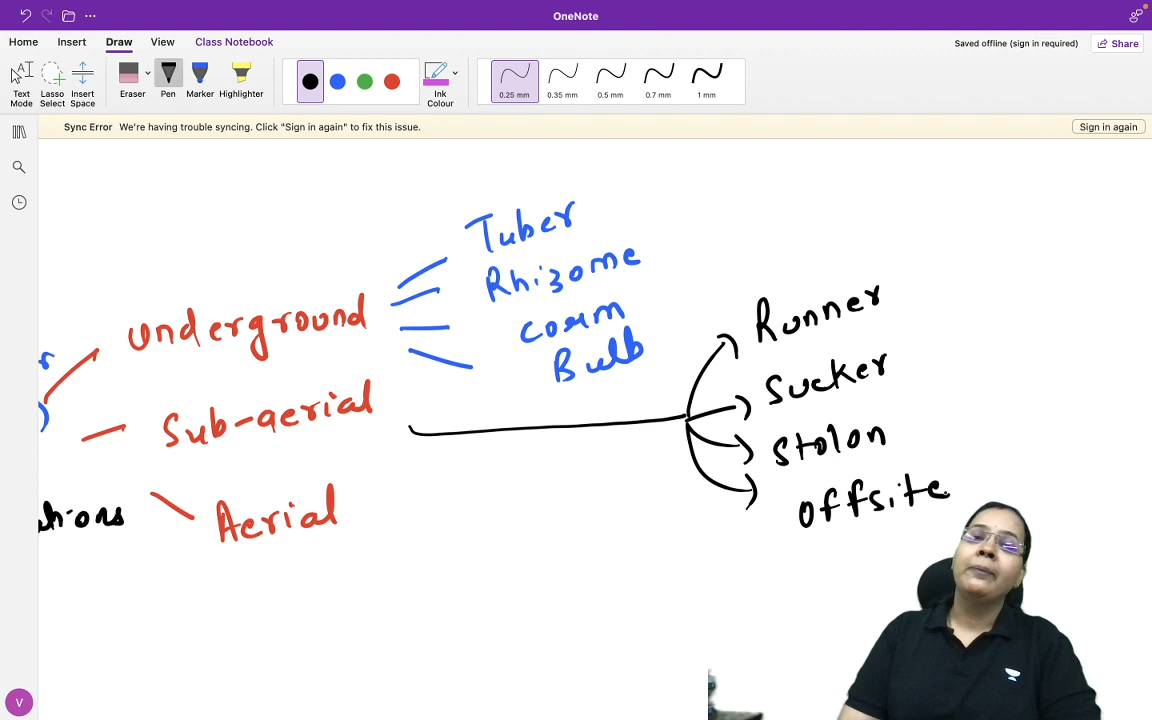 OneNote
Home Insert Draw View Class Notebook
Saved offline (sign in required)
Share
Text Mode
Lasso Select
Insert Space
Eraser
Pen
Marker
Highlighter
Ink Colour
0.25 mm 0.35 mm 0.5 mm 0.7 mm 1 mm
Sync Error We're having trouble syncing. Click "Sign in again" to fix this issue.
Sign in again
Tuber
Rhizome
Corm
Bulb
Underground
Sub-aerial
Aerial
Runner
Sucker
Stolon
Offsite
V